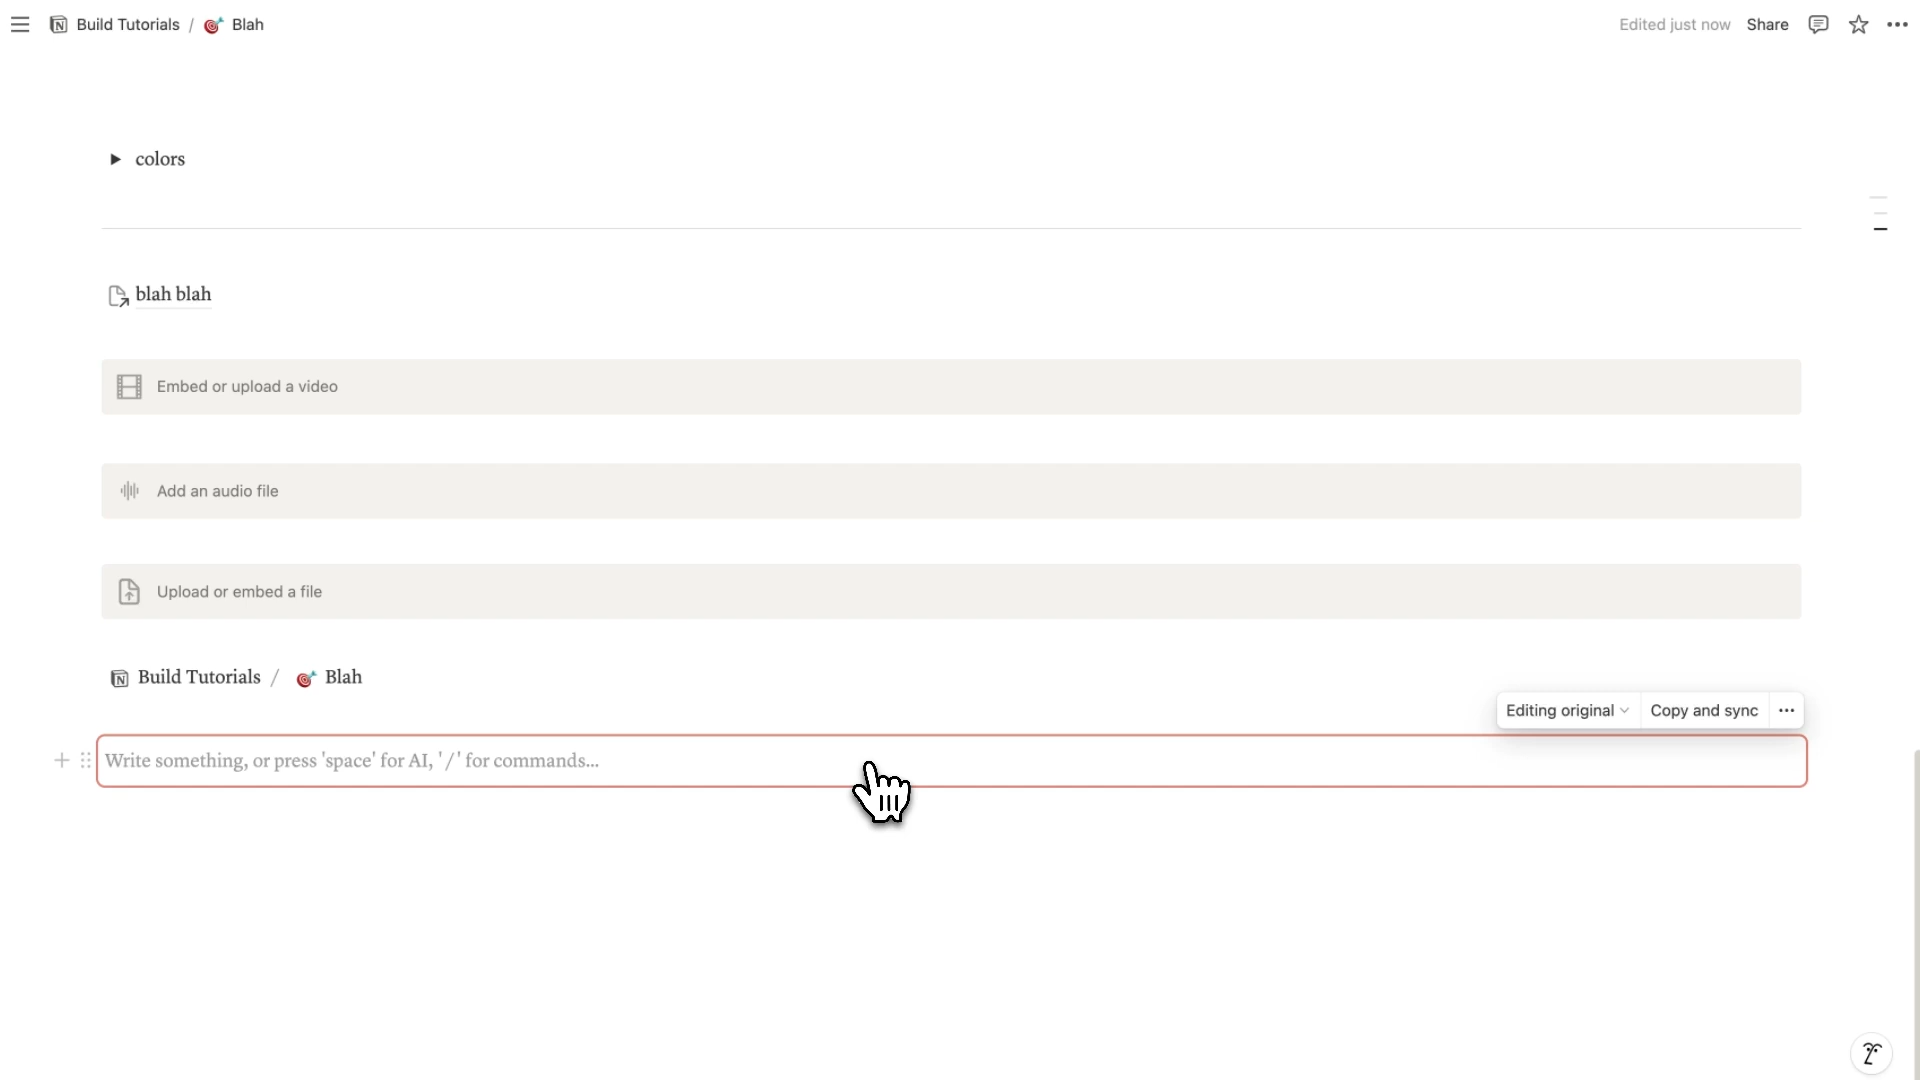 Build Tutorials / Blah
Edited just now Share
colors
blah blah
Embed or upload a video
Add an audio file
Upload or embed a file
Build Tutorials / Blah
Editing original Copy and sync
Write something, or press 'space' for AI, '/' for commands...